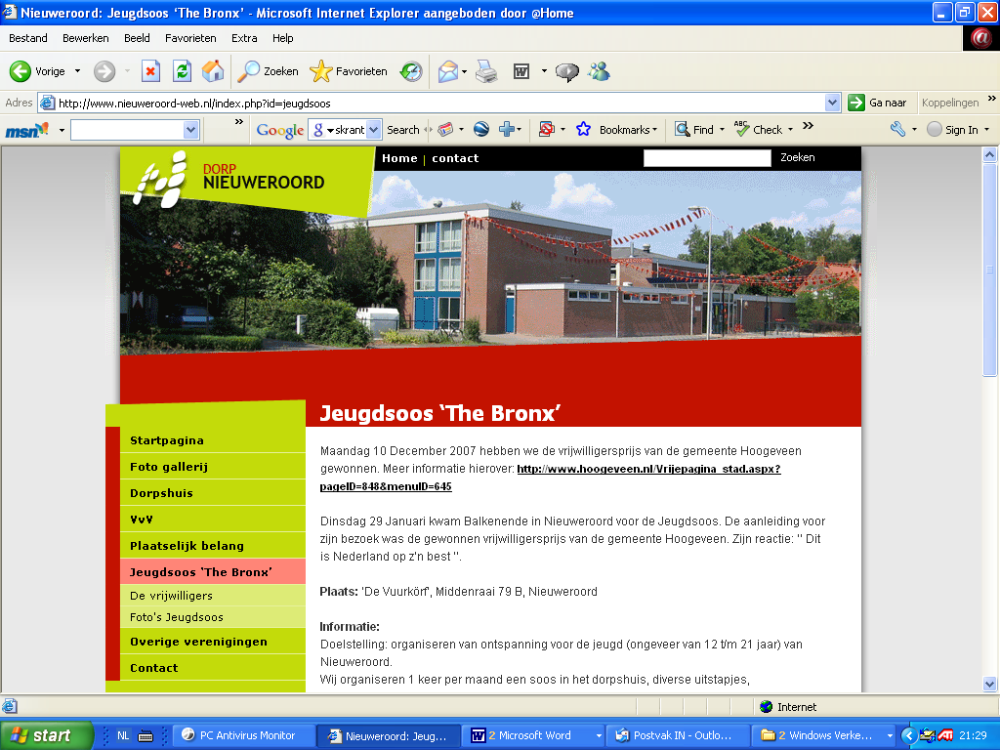 Nieuweroord: Jeugdsoos ‘The Bronx’ - Microsoft Internet Explorer aangeboden door @Home
Bestand Bewerken Beeld Favorieten Extra Help
Vorige Zoeken Favorieten
Adres http://www.nieuweroord-web.nl/index.php?id=jeugdsoos Ga naar Koppelingen »
msn » Google skrant Search Bookmarks Find ABC Check » Sign In
DORP
NIEUWEROORD
Home | contact Zoeken
Jeugdsoos ‘The Bronx’
Startpagina
Foto gallerij
Dorpshuis
VvV
Plaatselijk belang
Jeugdsoos ‘The Bronx’
De vrijwilligers
Foto's Jeugdsoos
Overige verenigingen
Contact
Maandag 10 December 2007 hebben we de vrijwilligersprijs van de gemeente Hoogeveen
gewonnen. Meer informatie hierover: http://www.hoogeveen.nl/Vrijepagina_stad.aspx?
pageID=848&menuID=645
Dinsdag 29 Januari kwam Balkenende in Nieuweroord voor de Jeugdsoos. De aanleiding voor
zijn bezoek was de gewonnen vrijwilligersprijs van de gemeente Hoogeveen. Zijn reactie: " Dit
is Nederland op z'n best ".
Plaats: 'De Vuurkörf', Middenraai 79 B, Nieuweroord
Informatie:
Doelstelling: organiseren van ontspanning voor de jeugd (ongeveer van 12 t/m 21 jaar) van
Nieuweroord.
Wij organiseren 1 keer per maand een soos in het dorpshuis, diverse uitstapjes,
Internet
start NL PC Antivirus Monitor Nieuweroord: Jeug... 2 Microsoft Word Postvak IN - Outlo... 2 Windows Verke... 21:29